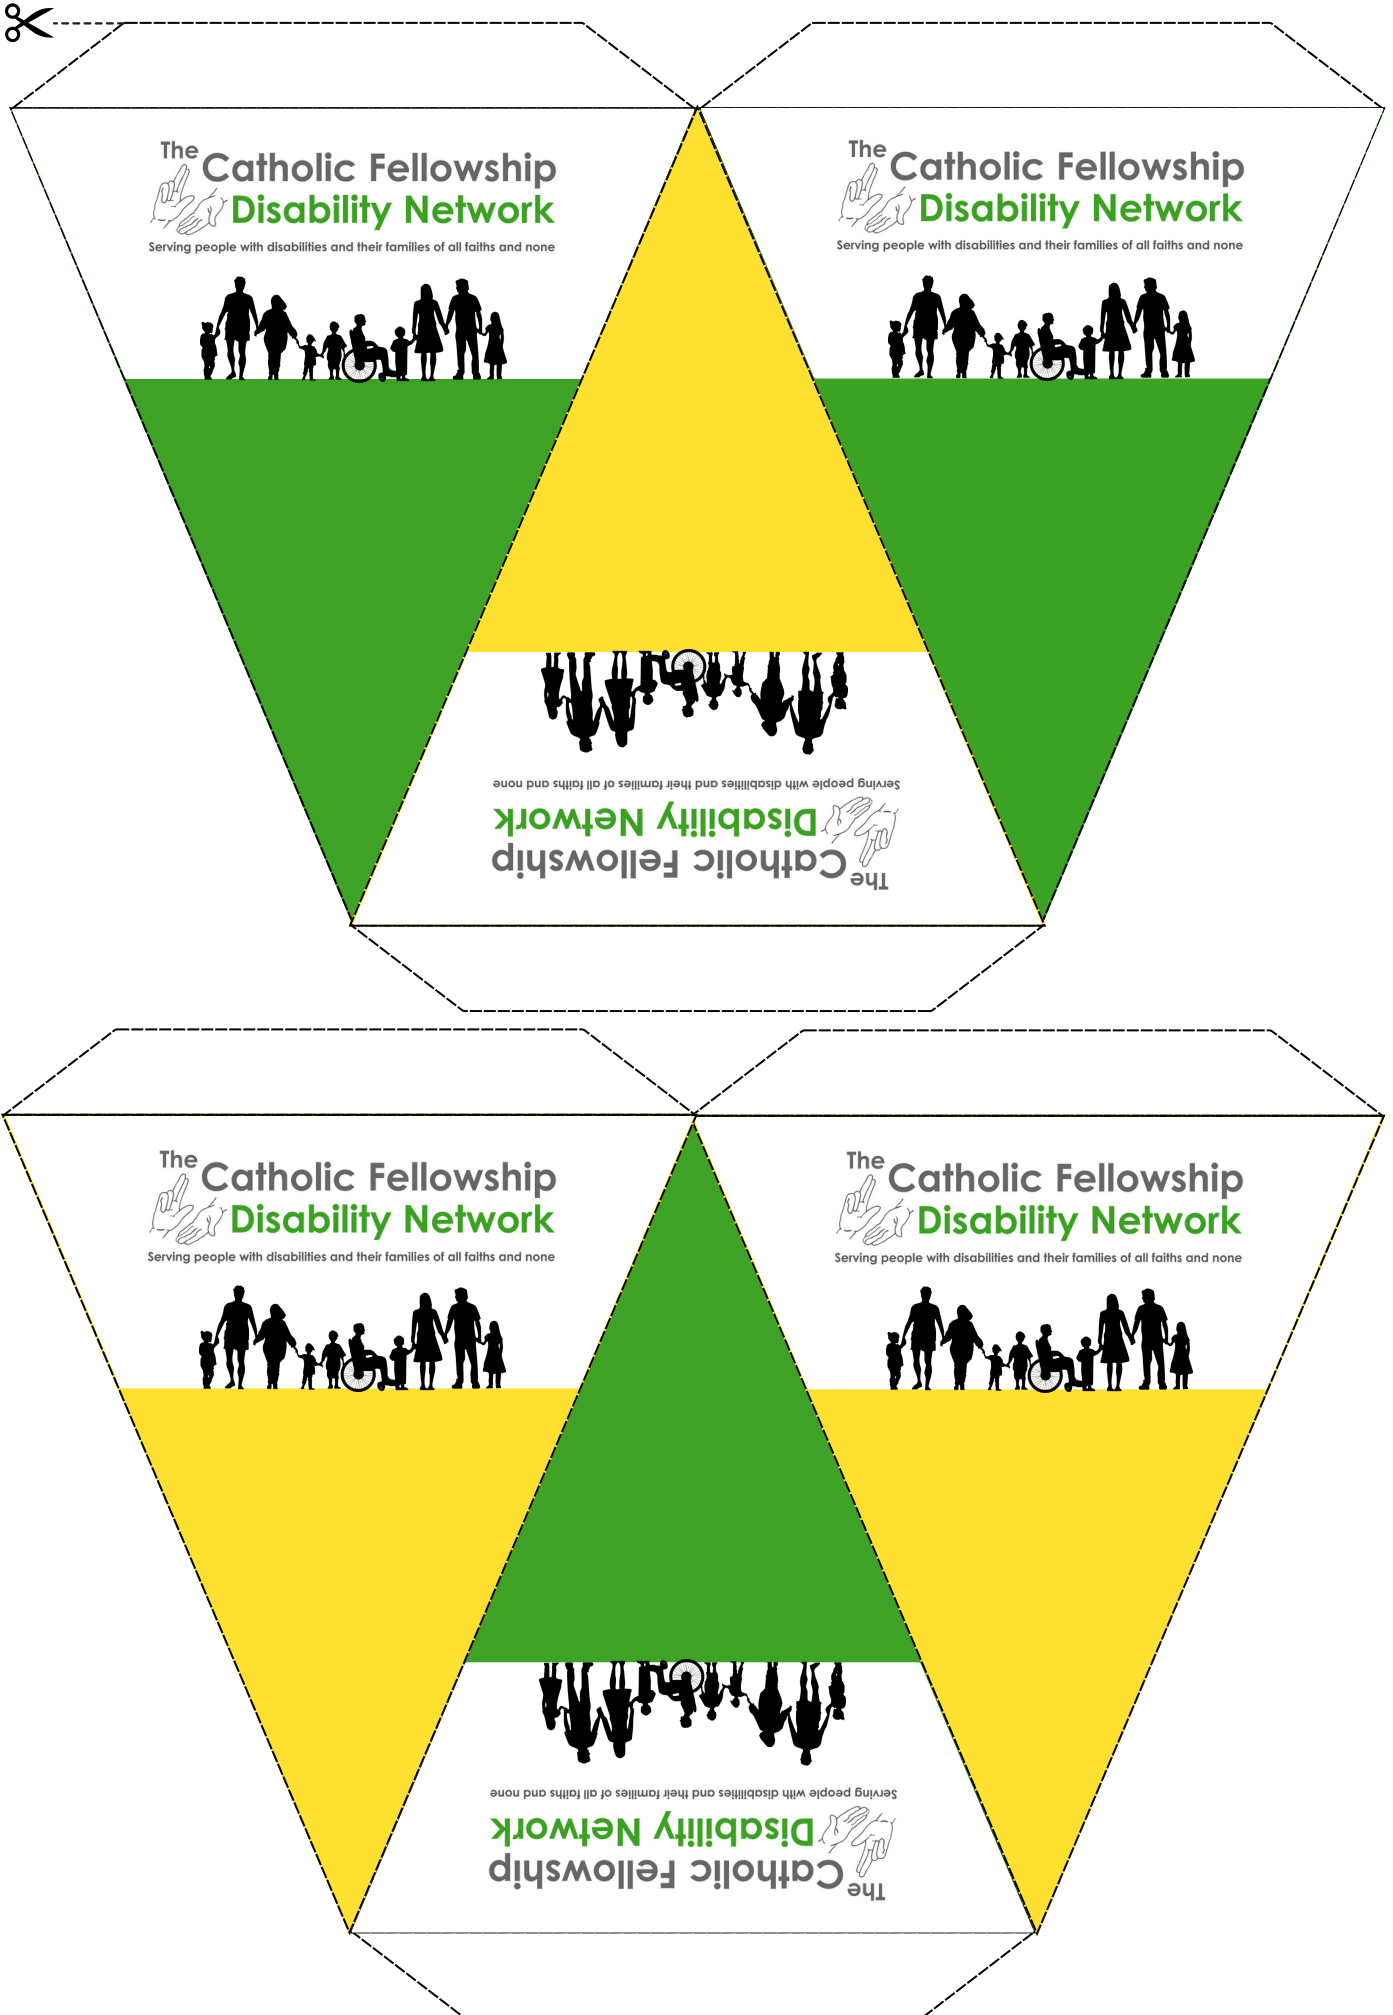 The
Catholic Fellowship
Disability Network
Serving people with disabilities and their families of all faiths and none
The
Catholic Fellowship
Disability Network
Serving people with disabilities and their families of all faiths and none
The
Catholic Fellowship
Disability Network
Serving people with disabilities and their families of all faiths and none
The
Catholic Fellowship
Disability Network
Serving people with disabilities and their families of all faiths and none
The
Catholic Fellowship
Disability Network
Serving people with disabilities and their families of all faiths and none
The
Catholic Fellowship
Disability Network
Serving people with disabilities and their families of all faiths and none